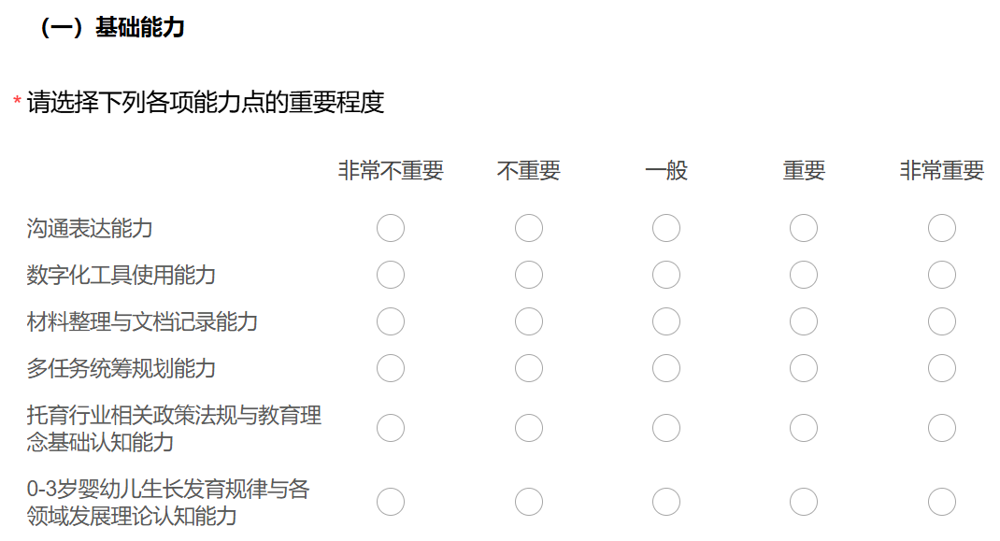 （一）基础能力
* 请选择下列各项能力点的重要程度
非常不重要 不重要 一般 重要 非常重要
沟通表达能力
数字化工具使用能力
材料整理与文档记录能力
多任务统筹规划能力
托育行业相关政策法规与教育理
念基础认知能力
0-3岁婴幼儿生长发育规律与各
领域发展理论认知能力